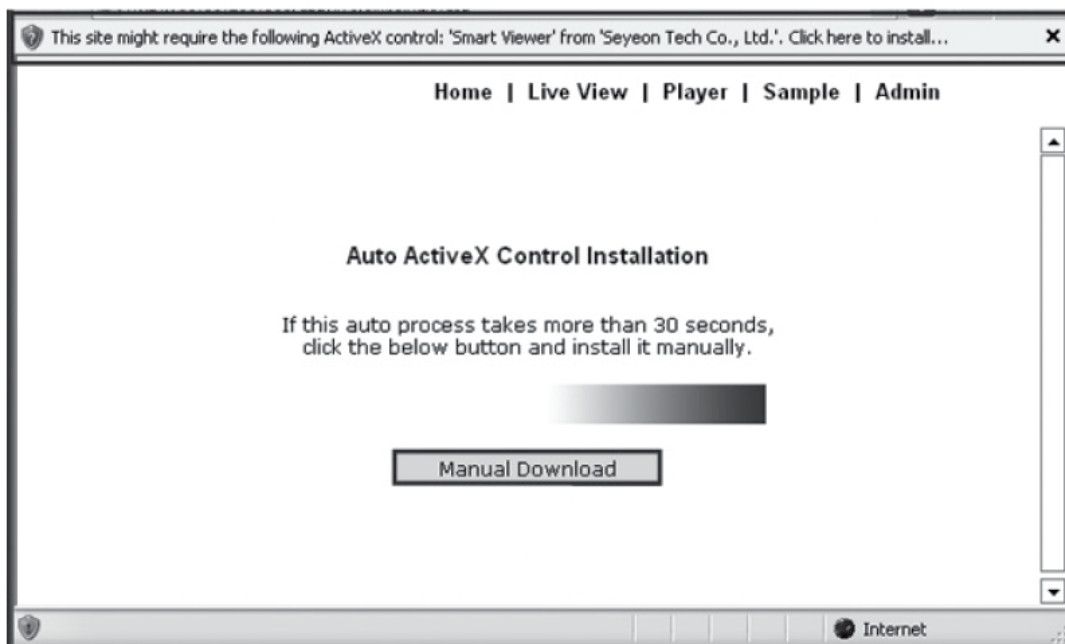 This site might require the following ActiveX control: 'Smart Viewer' from 'Seyeon Tech Co., Ltd.'. Click here to install...
Home | Live View | Player | Sample | Admin
Auto ActiveX Control Installation
If this auto process takes more than 30 seconds,
click the below button and install it manually.
Manual Download
Internet